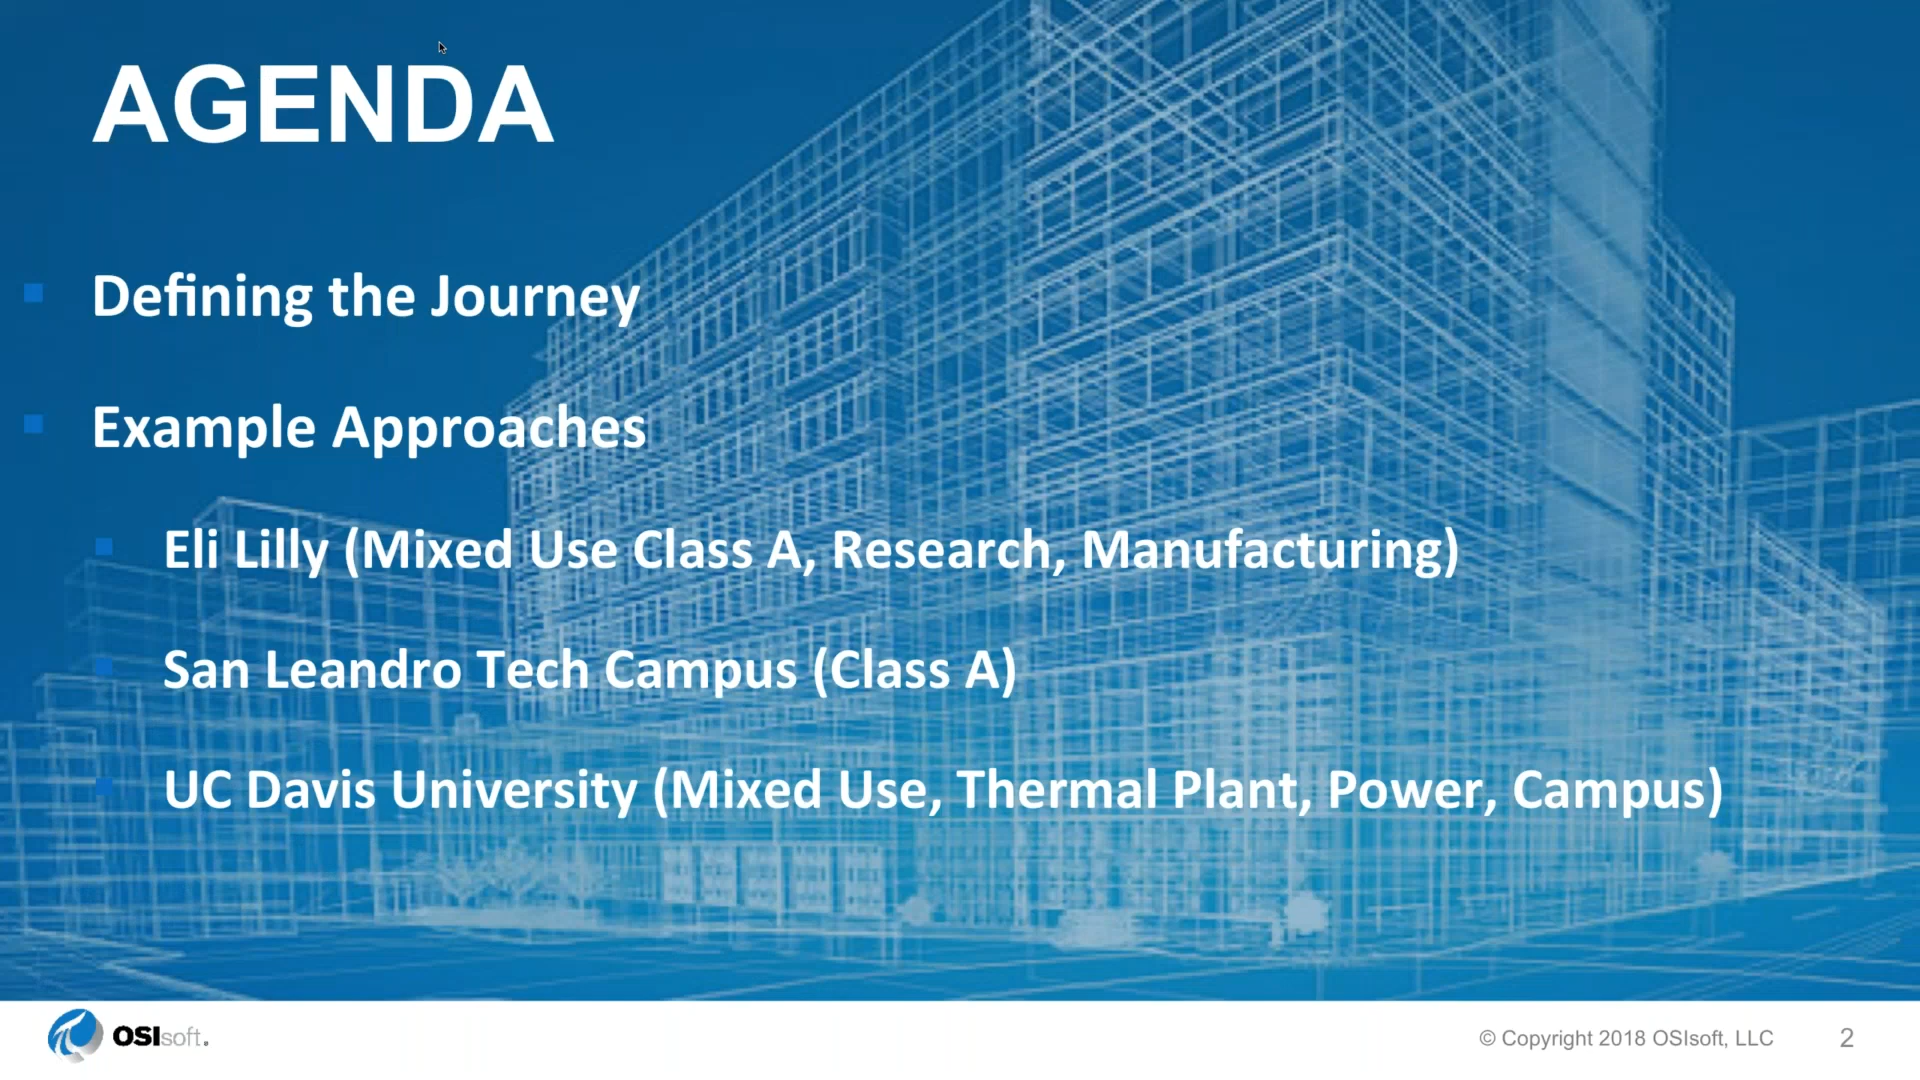 AGENDA
Defining the Journey
Example Approaches
Eli Lilly (Mixed Use Class A, Research, Manufacturing)
San Leandro Tech Campus (Class A)
UC Davis University (Mixed Use, Thermal Plant, Power, Campus)
OSIsoft.
© Copyright 2018 OSIsoft, LLC 2